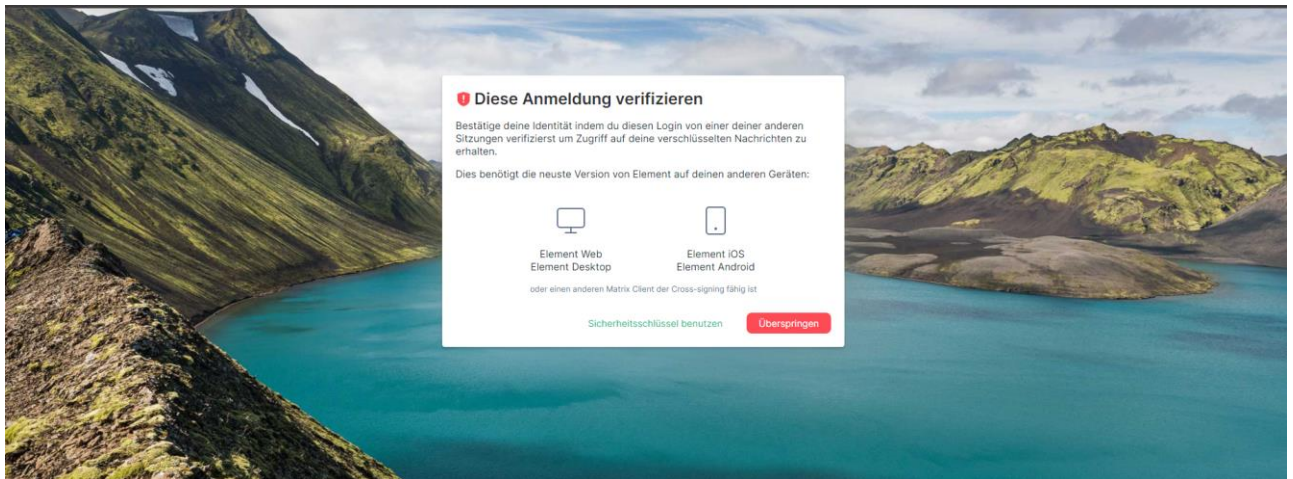 Diese Anmeldung verifizieren
Bestätige deine Identität indem du diesen Login von einer deiner anderen
Sitzungen verifizierst um Zugriff auf deine verschlüsselten Nachrichten zu
erhalten.
Dies benötigt die neuste Version von Element auf deinen anderen Geräten:
Element Web
Element Desktop
Element iOS
Element Android
oder einen anderen Matrix Client der Cross-signing fähig ist
Sicherheitsschlüssel benutzen
Überspringen